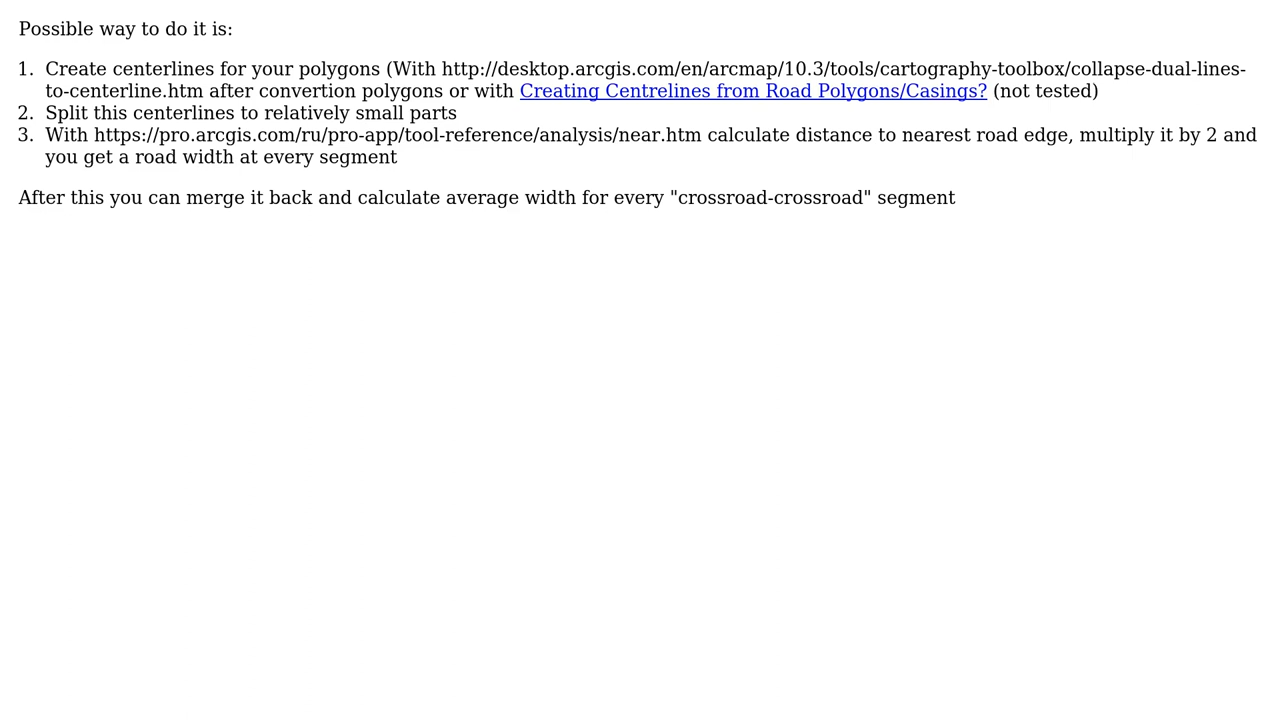 Possible way to do it is:
1. Create centerlines for your polygons (With http://desktop.arcgis.com/en/arcmap/10.3/tools/cartography-toolbox/collapse-dual-lines-
to-centerline.htm after convertion polygons or with Creating Centrelines from Road Polygons/Casings? (not tested)
2. Split this centerlines to relatively small parts
3. With https://pro.arcgis.com/ru/pro-app/tool-reference/analysis/near.htm calculate distance to nearest road edge, multiply it by 2 and
you get a road width at every segment
After this you can merge it back and calculate average width for every "crossroad-crossroad" segment